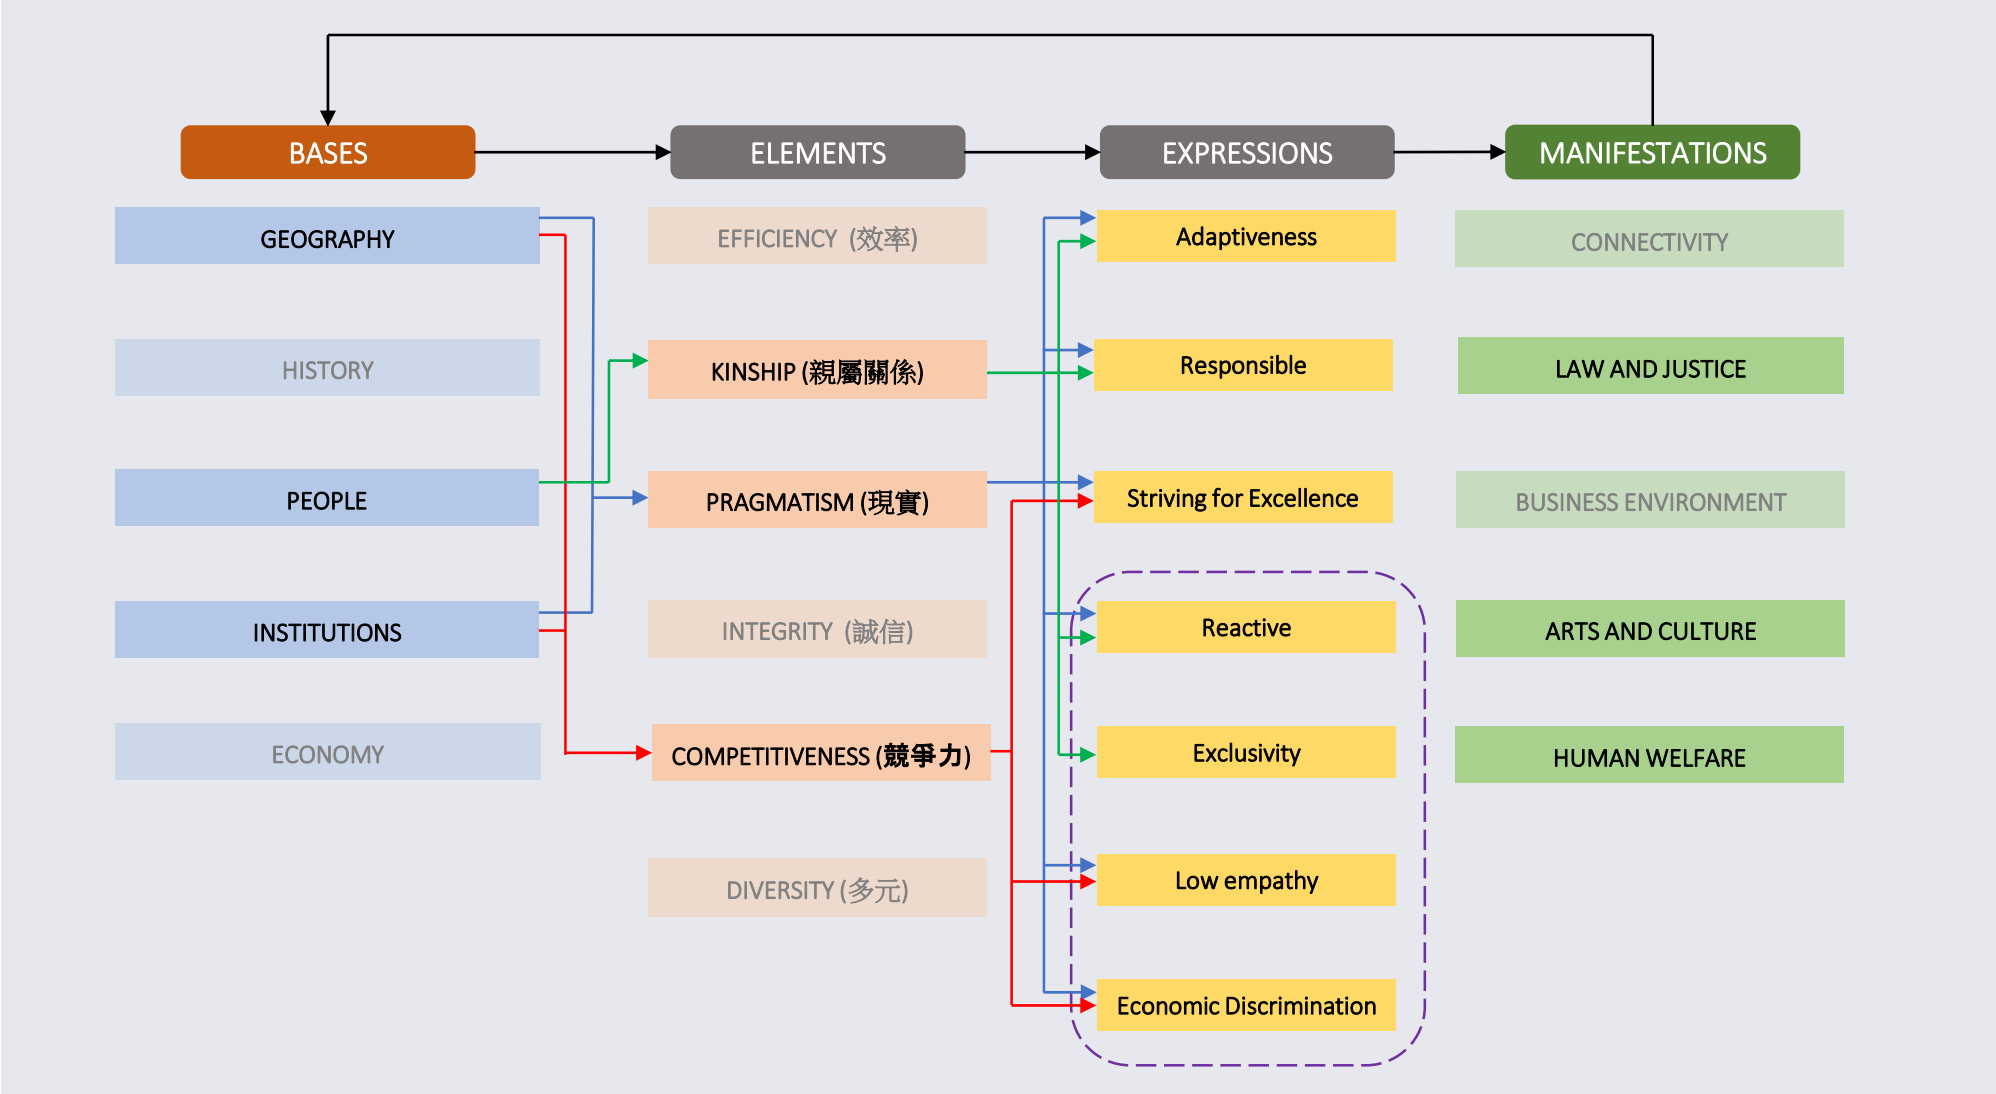 BASES
ELEMENTS
EXPRESSIONS
MANIFESTATIONS
GEOGRAPHY
EFFICIENCY (效率)
Adaptiveness
CONNECTIVITY
HISTORY
KINSHIP (親屬關係)
Responsible
LAW AND JUSTICE
PEOPLE
PRAGMATISM (現實)
Striving for Excellence
BUSINESS ENVIRONMENT
INSTITUTIONS
INTEGRITY (誠信)
Reactive
ARTS AND CULTURE
ECONOMY
COMPETITIVENESS (競爭力)
Exclusivity
HUMAN WELFARE
DIVERSITY (多元)
Low empathy
Economic Discrimination